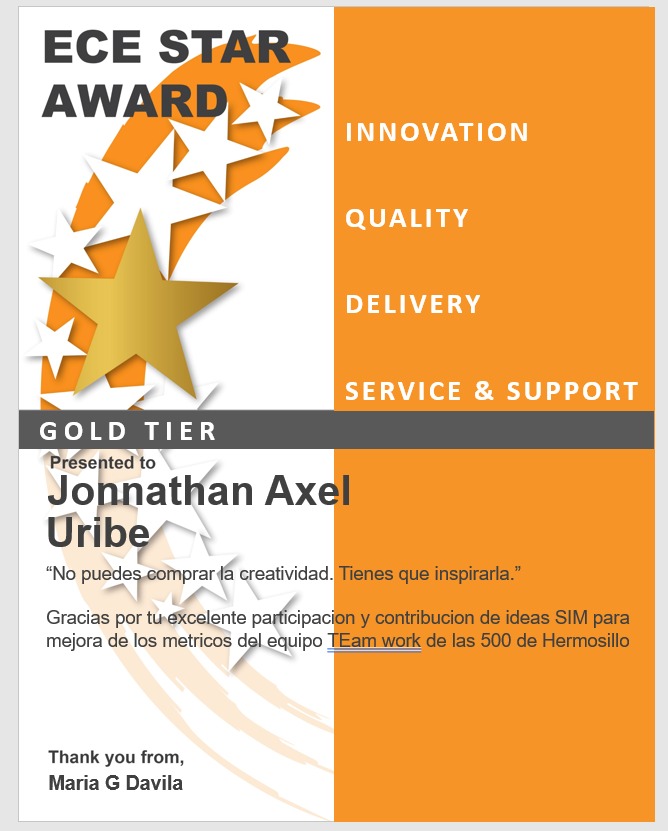 ECE STAR
AWARD
INNOVATION
QUALITY
DELIVERY
SERVICE & SUPPORT
GOLD TIER
Presented to
Jonnathan Axel
Uribe
“No puedes comprar la creatividad. Tienes que inspirarla.”
Gracias por tu excelente participacion y contribucion de ideas SIM para
mejora de los metricos del equipo TEam work de las 500 de Hermosillo
Thank you from,
Maria G Davila